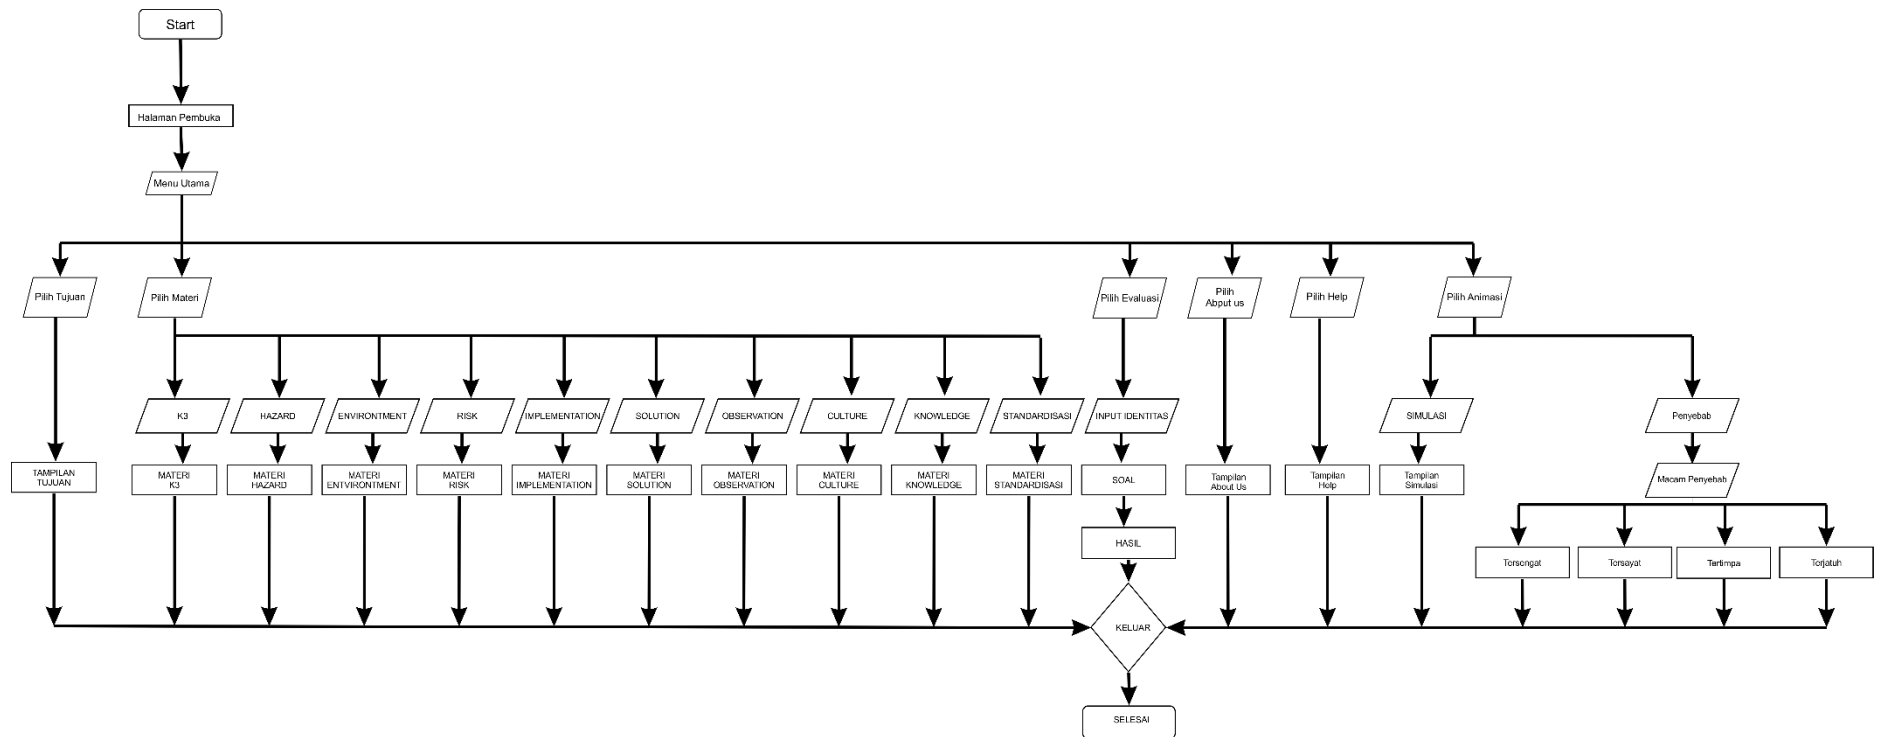 Start
Halaman Pembuka
Menu Utama
Pilih Tujuan
Pilih Materi
Pilih Evaluasi
Pilih
Abput us
Pilih Help
Pilih Animasi
K3
HAZARD
ENVIRONTMENT
RISK
IMPLEMENTATION
SOLUTION
OBSERVATION
CULTURE
KNOWLEDGE
STANDARDISASI
INPUT IDENTITAS
SIMULASI
Penyebab
TAMPILAN
TUJUAN
MATERI
K3
MATERI
HAZARD
MATERI
ENTVIRONTMENT
MATERI
RISK
MATERI
IMPLEMENTATION
MATERI
SOLUTION
MATERI
OBSERVATION
MATERI
CULTURE
MATERI
KNOWLEDGE
MATERI
STANDARDISASI
SOAL
Tampilan
About Us
Tampilan
Help
Tampilan
Simulasi
Macam Penyebab
HASIL
Tersengat
Tersayat
Tertimpa
Terjatuh
KELUAR
SELESAI